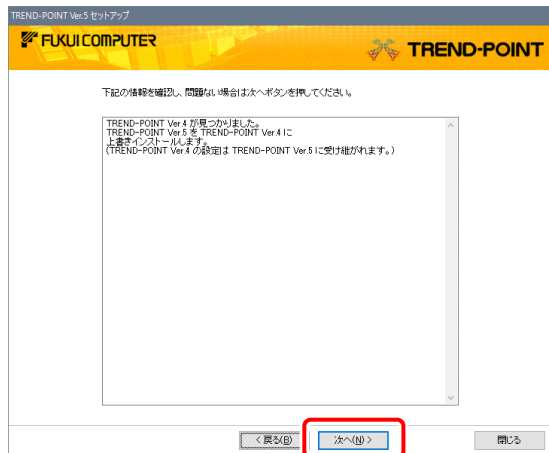 TREND-POINT Ver.5 セットアップ
FUKUI COMPUTER
TREND-POINT
下記の情報を確認し、問題ない場合は次へボタンを押してください。
TREND-POINT Ver.4 が見つかりました。
TREND-POINT Ver.5 を TREND-POINT Ver.4 に
上書きインストールします。
(TREND-POINT Ver.4 の設定は TREND-POINT Ver.5 に受け継がれます。)
< 戻る(B)
次へ(N) >
閉じる